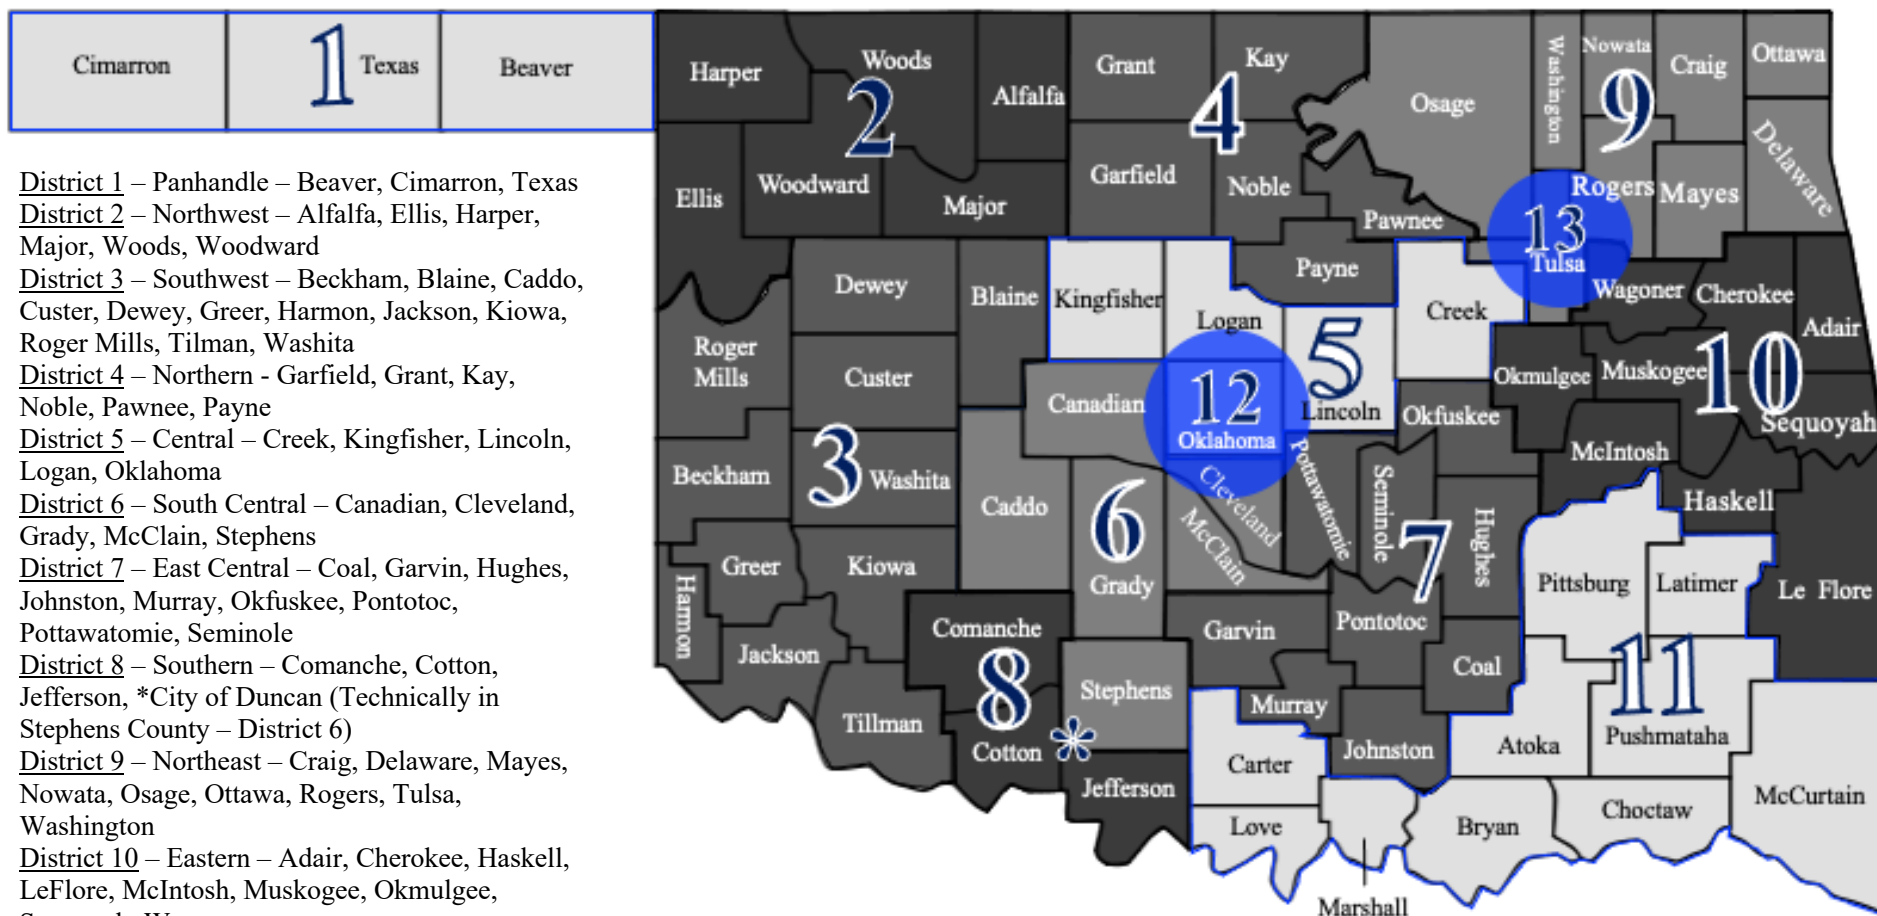 District 1 – Panhandle – Beaver, Cimarron, Texas
District 2 – Northwest – Alfalfa, Ellis, Harper,
Major, Woods, Woodward
District 3 – Southwest – Beckham, Blaine, Caddo,
Custer, Dewey, Greer, Harmon, Jackson, Kiowa,
Roger Mills, Tilman, Washita
District 4 – Northern - Garfield, Grant, Kay,
Noble, Pawnee, Payne
District 5 – Central – Creek, Kingfisher, Lincoln,
Logan, Oklahoma
District 6 – South Central – Canadian, Cleveland,
Grady, McClain, Stephens
District 7 – East Central – Coal, Garvin, Hughes,
Johnston, Murray, Okfuskee, Pontotoc,
Pottawatomie, Seminole
District 8 – Southern – Comanche, Cotton,
Jefferson, *City of Duncan (Technically in
Stephens County – District 6)
District 9 – Northeast – Craig, Delaware, Mayes,
Nowata, Osage, Ottawa, Rogers, Tulsa,
Washington
District 10 – Eastern – Adair, Cherokee, Haskell,
LeFlore, McIntosh, Muskogee, Okmulgee,
Cimarron
1
Texas
Beaver
Harper
Woods
2
Alfalfa
Ellis
Woodward
Major
Grant
Kay
4
Garfield
Noble
Osage
Pawnee
Payne
Washington
Nowata
9
Craig
Ottawa
Delaware
Rogers
Mayes
13
Tulsa
Dewey
Blaine
Kingfisher
Logan
5
Lincoln
Creek
Wagoner
Cherokee
Adair
Roger
Mills
Custer
Canadian
12
Oklahoma
Okfuskee
Okmulgee
Muskogee
10
Sequoyah
McIntosh
Haskell
Beckham
3
Washita
Caddo
6
Grady
Cleveland
McClain
Pottawatomie
Seminole
7
Hughes
Pittsburg
Latimer
Le Flore
Harmon
Greer
Kiowa
Jackson
Comanche
8
Cotton
*
Tillman
Stephens
Jefferson
Garvin
Pontotoc
Coal
Murray
Johnston
Carter
Love
Marshall
Bryan
Atoka
11
Pushmataha
Choctaw
McCurtain